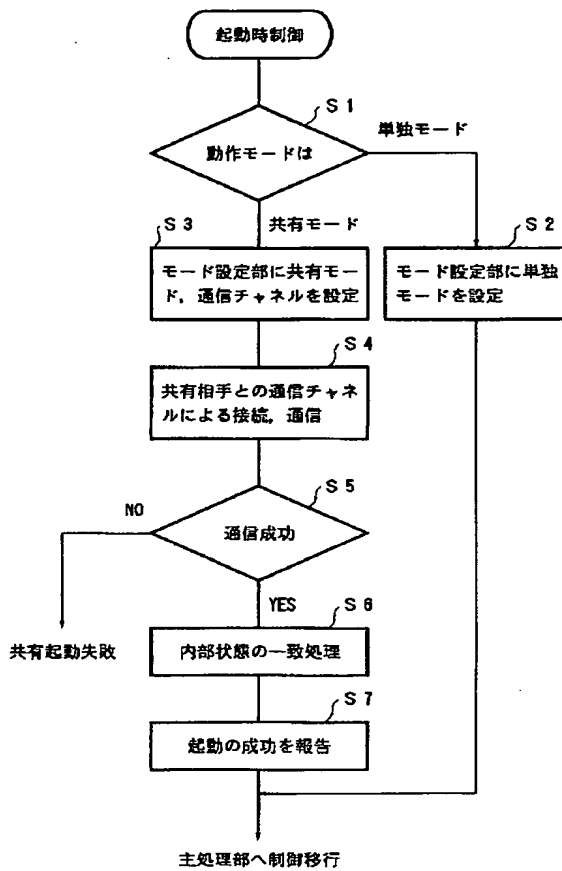 起動時制御
S1
動作モードは
単独モード
共有モード
S3
モード設定部に共有モー
ド,通信チャネルを設定
S2
モード設定部に単独
モードを設定
S4
共有相手との通信チャネ
ルによる接続,通信
S5
通信成功
NO
YES
共有起動失敗
S6
内部状態の一致処理
S7
起動の成功を報告
主処理部へ制御移行